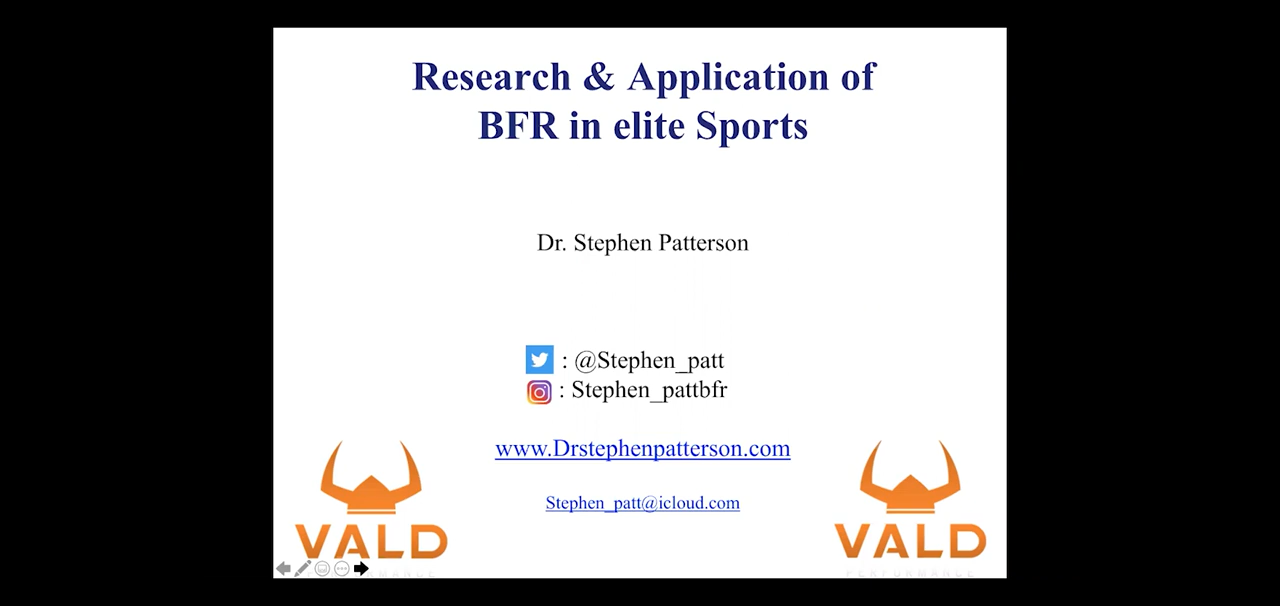 Research & Application of
BFR in elite Sports
Dr. Stephen Patterson
: @Stephen_patt
: Stephen_pattbfr
www.Drstephenpatterson.com
Stephen_patt@icloud.com
VALD
VALD
PERFORMANCE